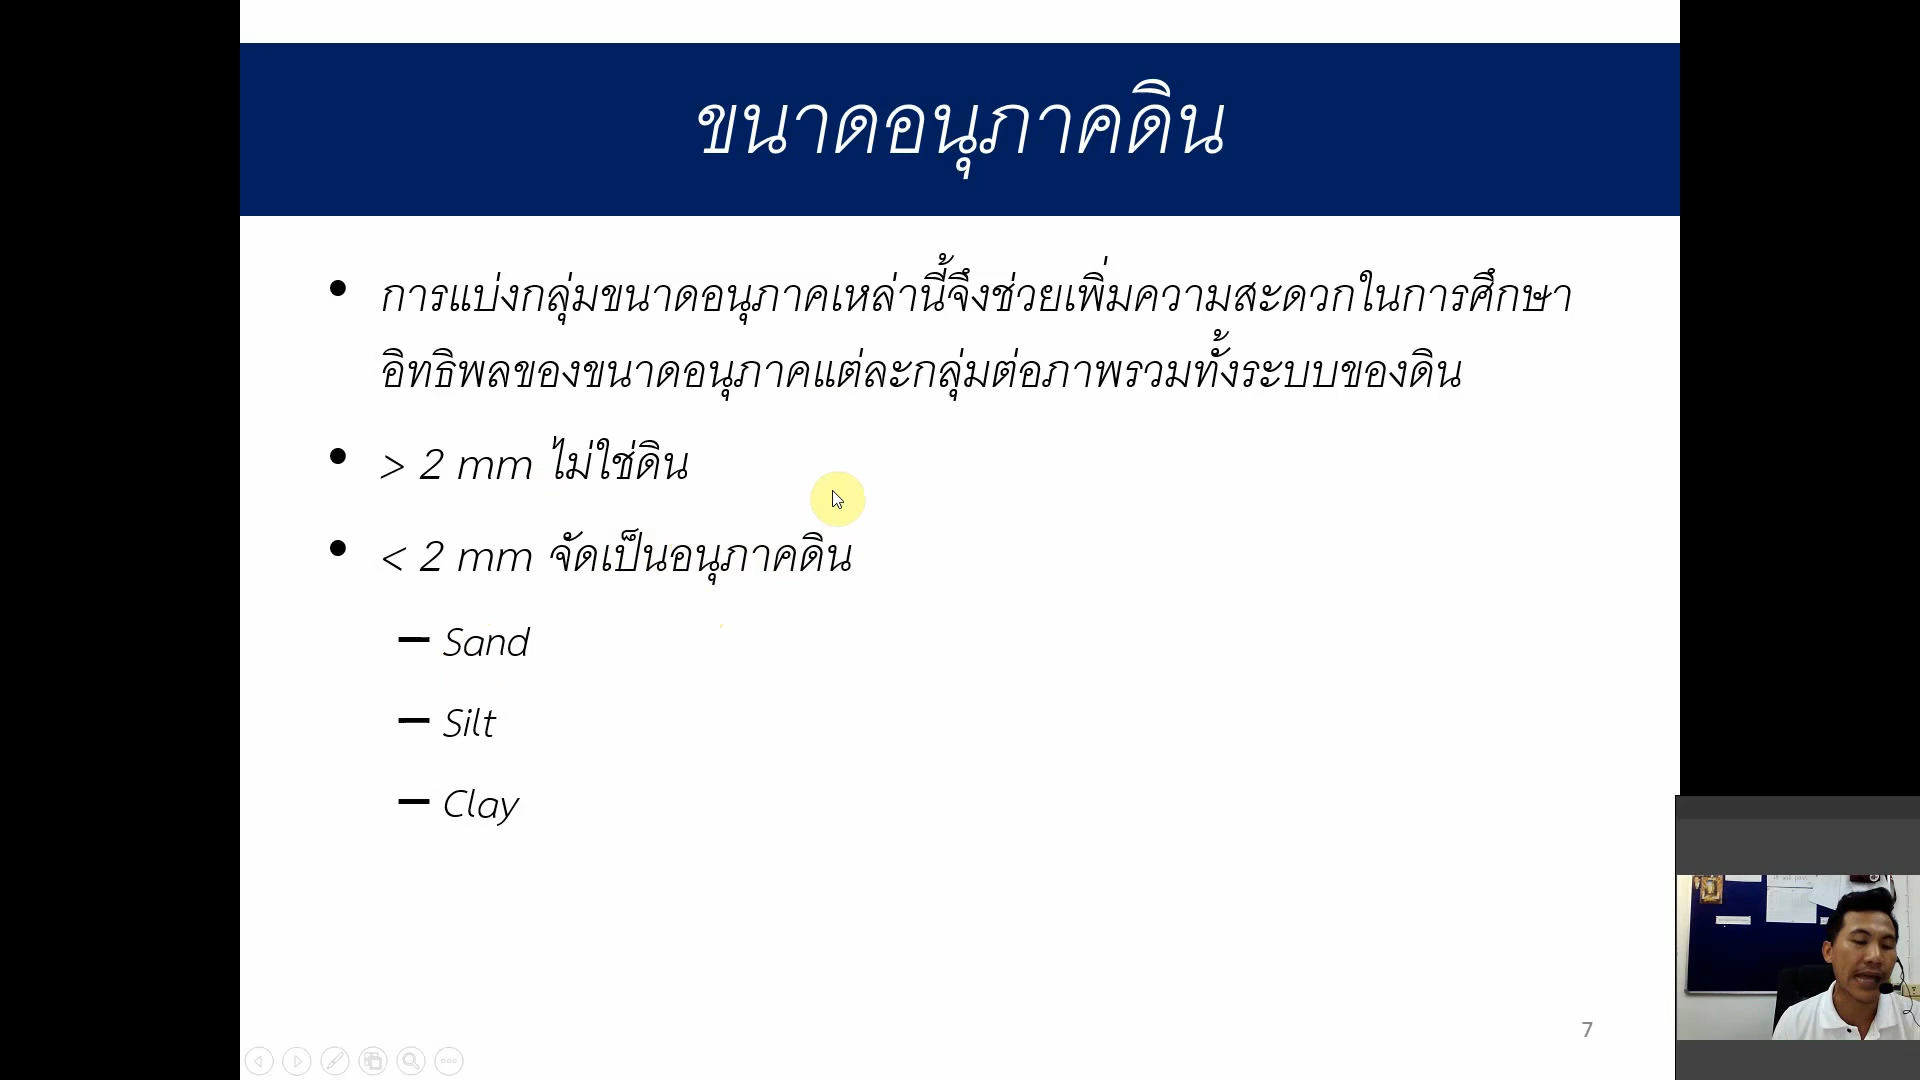 ขนาดอนุภาคดิน
• การแบ่งกลุ่มขนาดอนุภาคเหล่านี้จึงช่วยเพิ่มความสะดวกในการศึกษา
อิทธิพลของขนาดอนุภาคแต่ละกลุ่มต่อภาพรวมทั้งระบบของดิน
• > 2 mm ไม่ใช่ดิน
• < 2 mm จัดเป็นอนุภาคดิน
– Sand
– Silt
– Clay
7